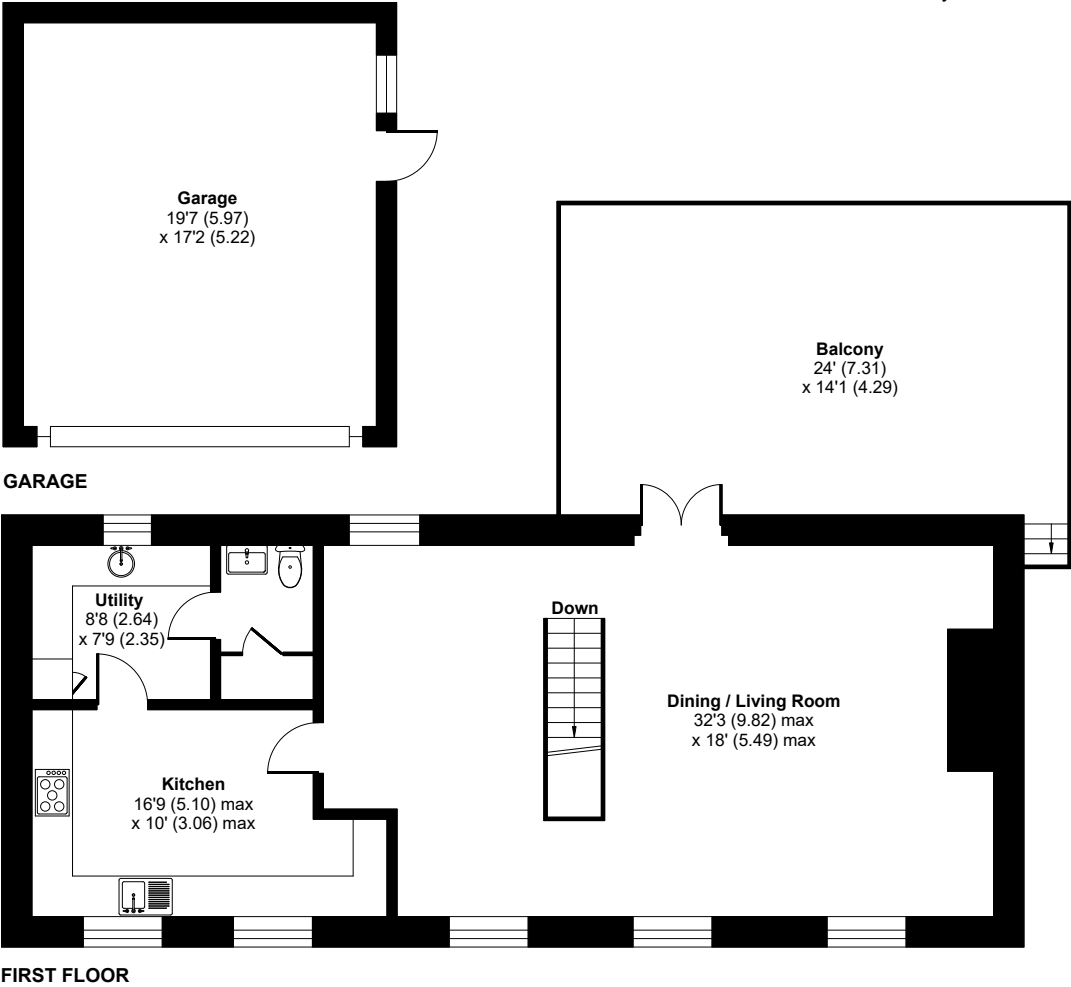 Garage
19'7 (5.97)
x 17'2 (5.22)
Balcony
24' (7.31)
x 14'1 (4.29)
GARAGE
Utility
8'8 (2.64)
x 7'9 (2.35)
Down
Dining / Living Room
32'3 (9.82) max
x 18' (5.49) max
Kitchen
16'9 (5.10) max
x 10' (3.06) max
FIRST FLOOR